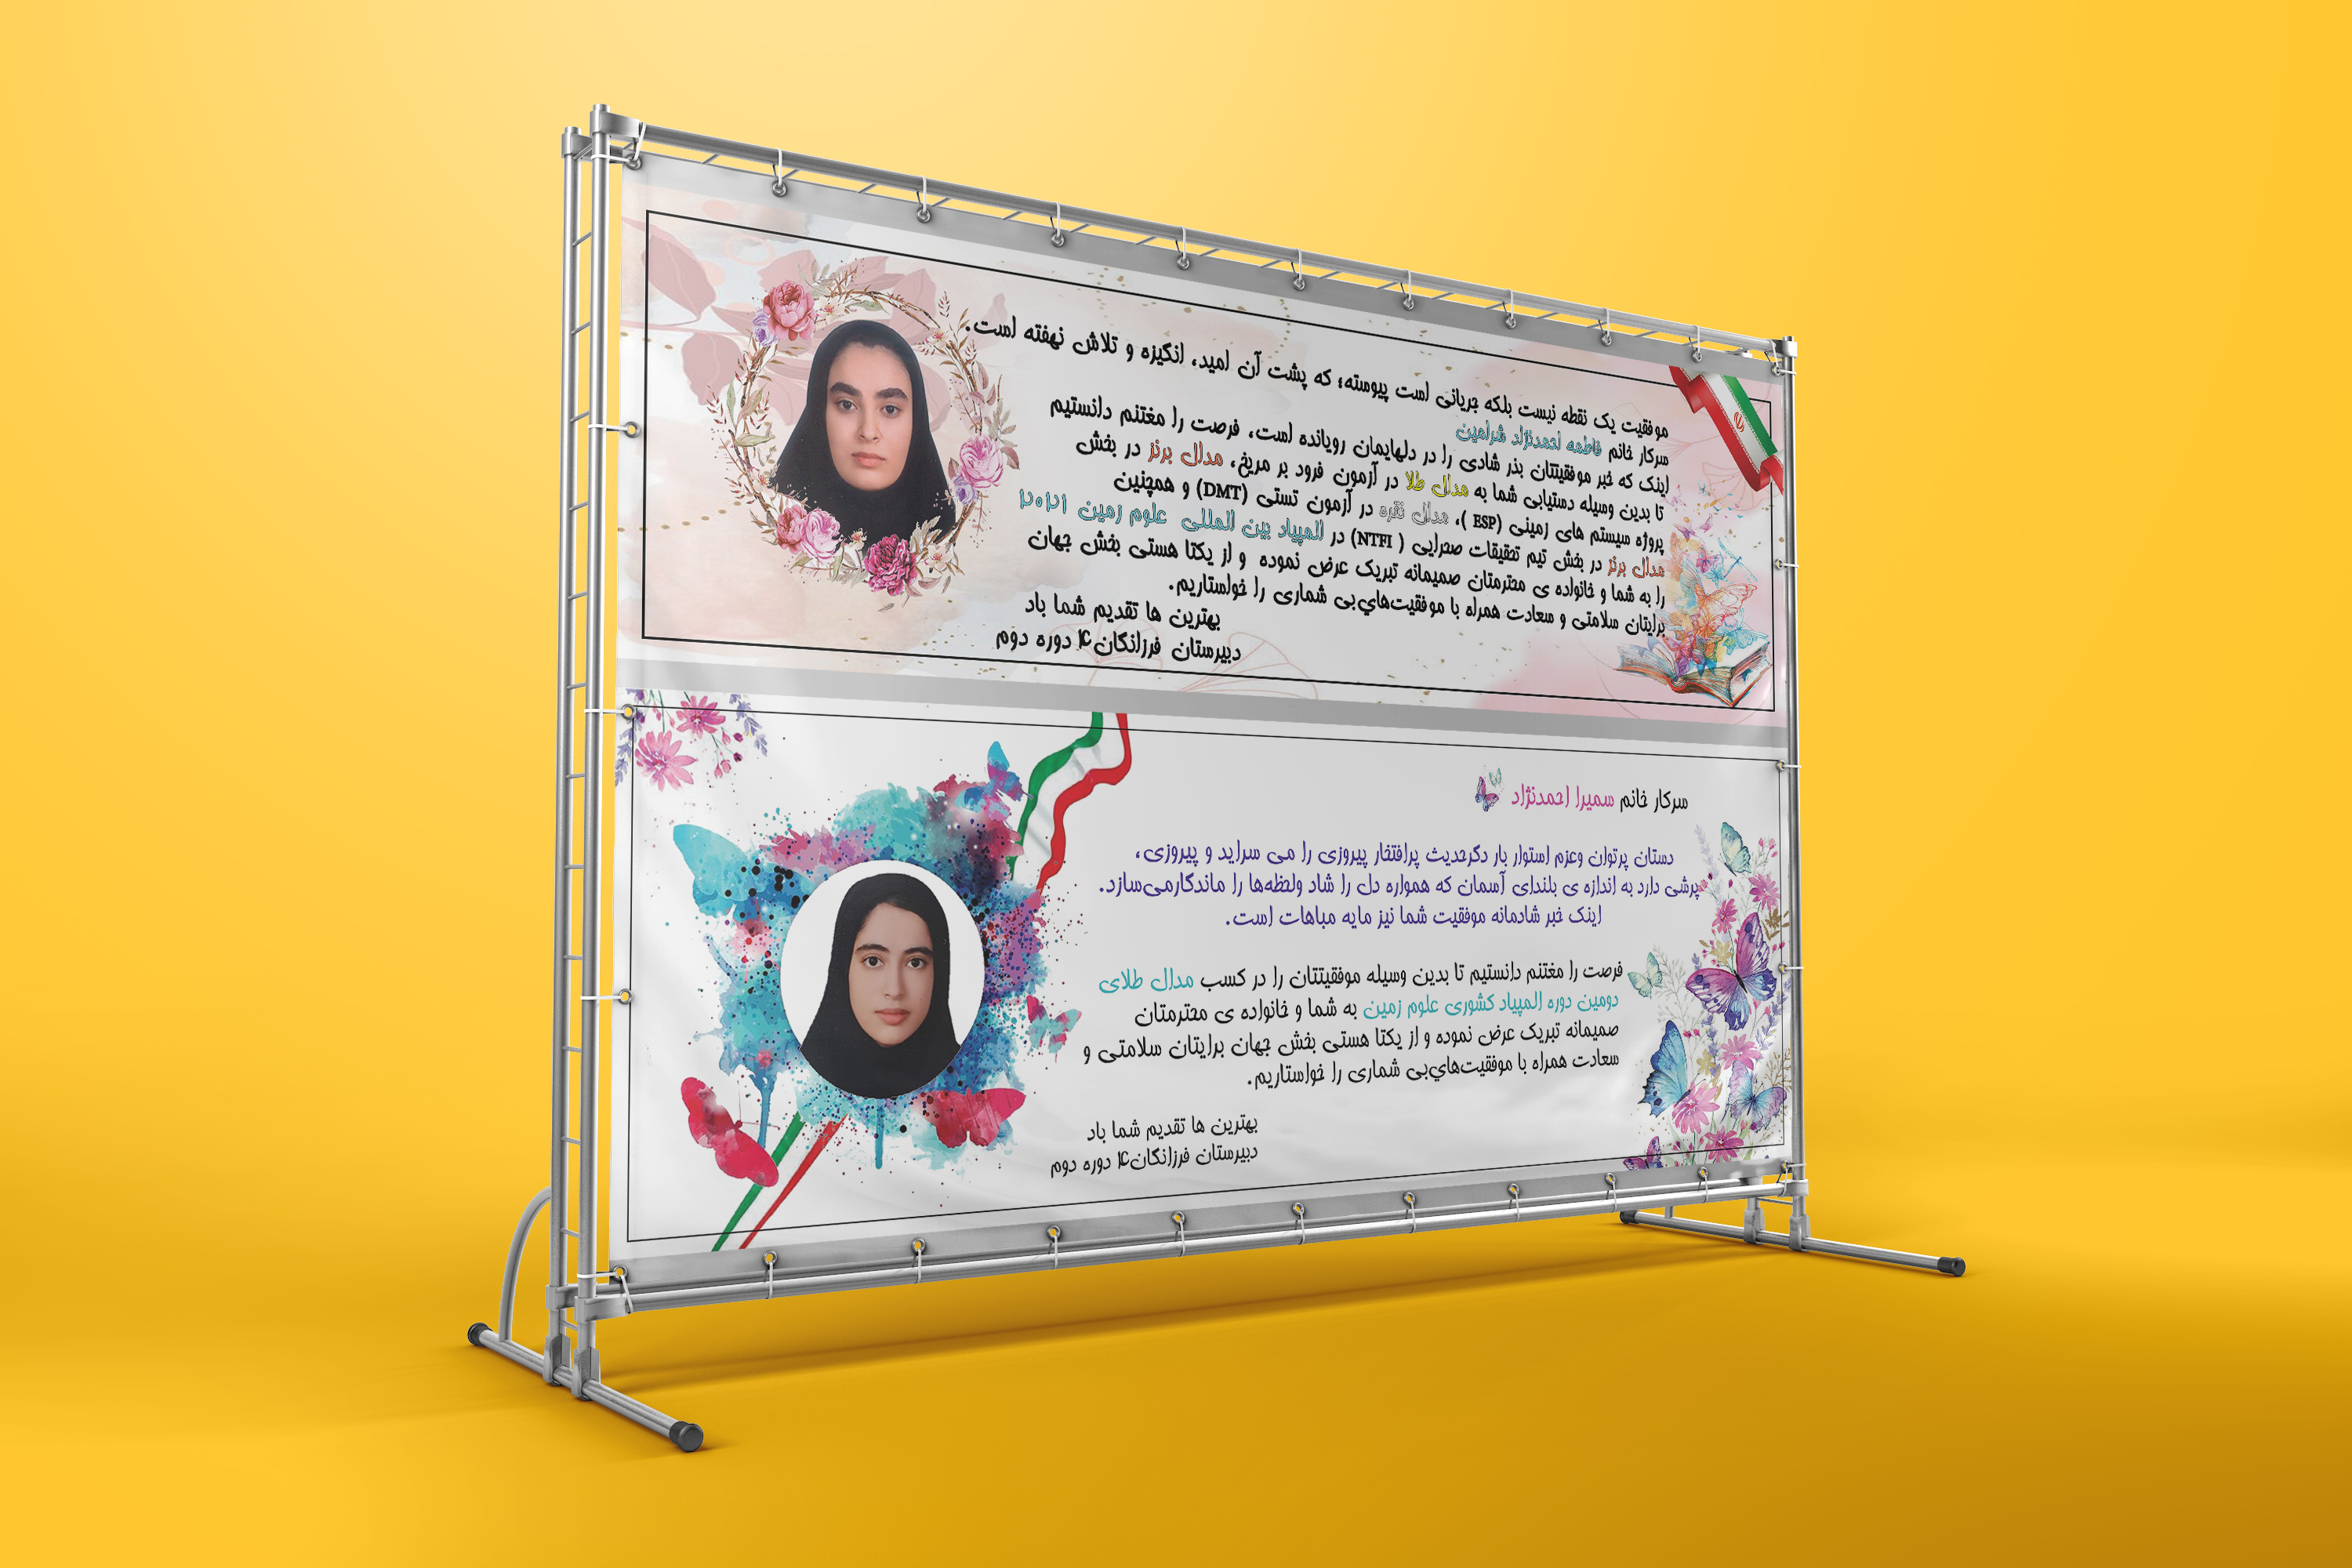 موفقیت یک نقطه نیست بلکه جریانی است پیوسته؛ که پشت آن امید، انگیزه و تلاش نهفته است.
سرکار خانم فاطمه احمدنژاد شرامین
اینک که خبر موفقیتتان بذر شادی را در دلهایمان رویانده است، فرصت را مغتنم دانستیم
تا بدین وسیله دستیابی شما به مدال طلا در آزمون فرود بر مریخ، مدال برنز در بخش
پروژه سیستم های زمینی (ESP )، مدال نقره در آزمون تستی (DMT) و همچنین
مدال برنز در بخش تیم تحقیقات صحرایی ( NTFI) در المپیاد بین المللی علوم زمین ۲۰۲۱
را به شما و خانواده ی محترمتان صمیمانه تبریک عرض نموده و از یکتا هستی بخش جهان
برایتان سلامتی و سعادت همراه با موفقیت‌هاي‌بی شماری را خواستاریم.
بهترین ها تقدیم شما باد
دبیرستان فرزانگان۴ دوره دوم
سرکار خانم سمیرا احمدنژاد
دستان پرتوان وعزم استوار بار دگرحدیث پرافتخار پیروزی را می سراید و پیروزی،
پرشی دارد به اندازه ی بلندای آسمان که همواره دل را شاد ولحظه‌ها را ماندگارمی‌سازد.
اینک خبر شادمانه موفقیت شما نیز مایه مباهات است.
فرصت را مغتنم دانستیم تا بدین وسیله موفقیتتان را در کسب مدال طلای
دومین دوره المپیاد کشوری علوم زمین به شما و خانواده ی محترمتان
صمیمانه تبریک عرض نموده و از یکتا هستی بخش جهان برایتان سلامتی و
سعادت همراه با موفقیت‌هاي‌بی شماری را خواستاریم.
بهترین ها تقدیم شما باد
دبیرستان فرزانگان۴ دوره دوم